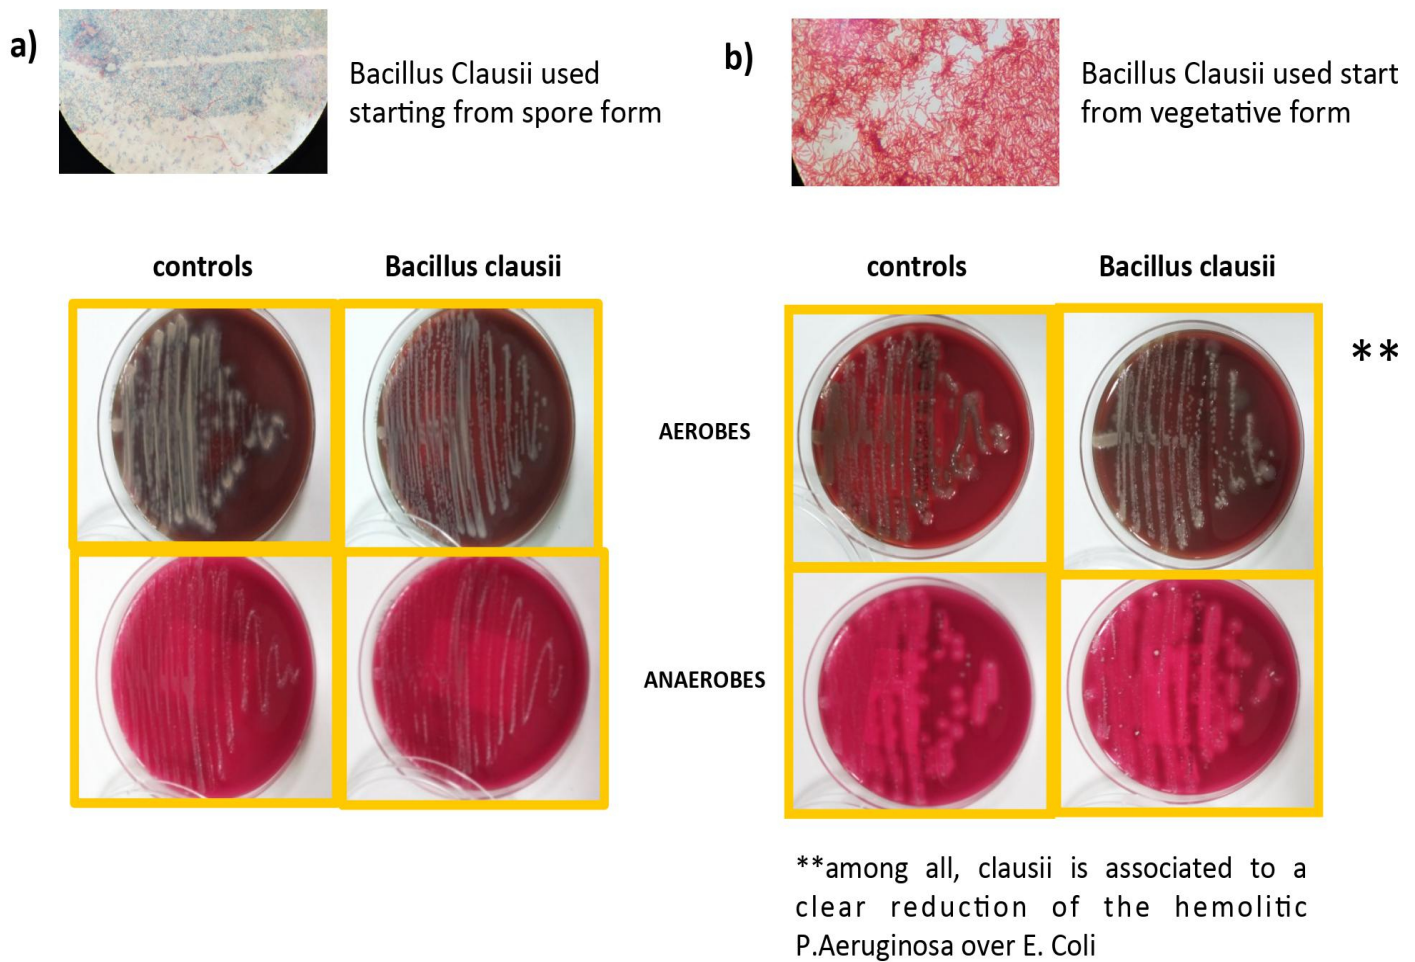 a)
Bacillus Clausii used
starting from spore form
b)
Bacillus Clausii used start
from vegetative form
controls
Bacillus clausii
controls
Bacillus clausii
**
AEROBES
ANAEROBES
**among all, clausii is associated to a
clear reduction of the hemolitic
P.Aeruginosa over E. Coli